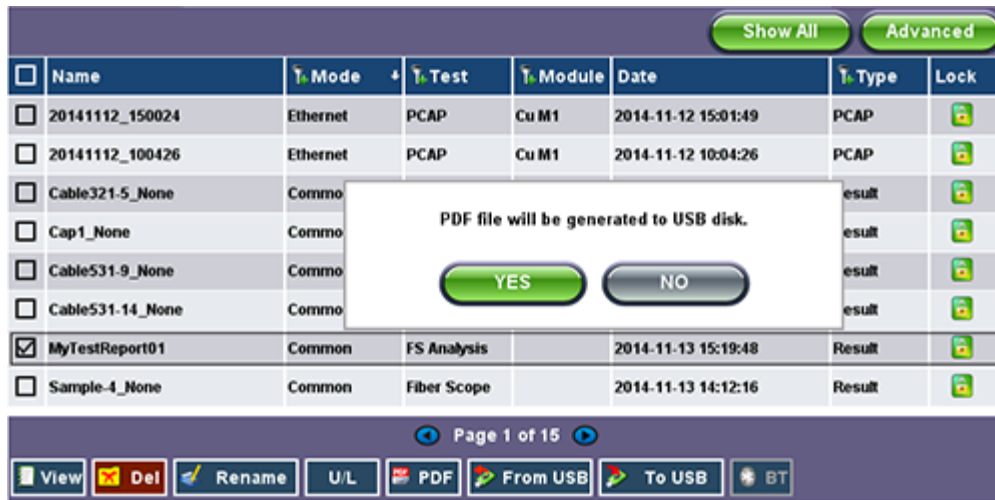 Show All Advanced
Name Mode Test Module Date Type Lock
20141112_150024 Ethernet PCAP Cu M1 2014-11-12 15:01:49 PCAP
20141112_100426 Ethernet PCAP Cu M1 2014-11-12 10:04:26 PCAP
Cable321-5_None Commo esult
Cap1_None Commo esult
Cable531-9_None Commo esult
Cable531-14_None Commo esult
PDF file will be generated to USB disk.
YES NO
MyTestReport01 Common FS Analysis 2014-11-13 15:19:48 Result
Sample-4_None Common Fiber Scope 2014-11-13 14:12:16 Result
Page 1 of 15
View Del Rename U/L PDF From USB To USB BT